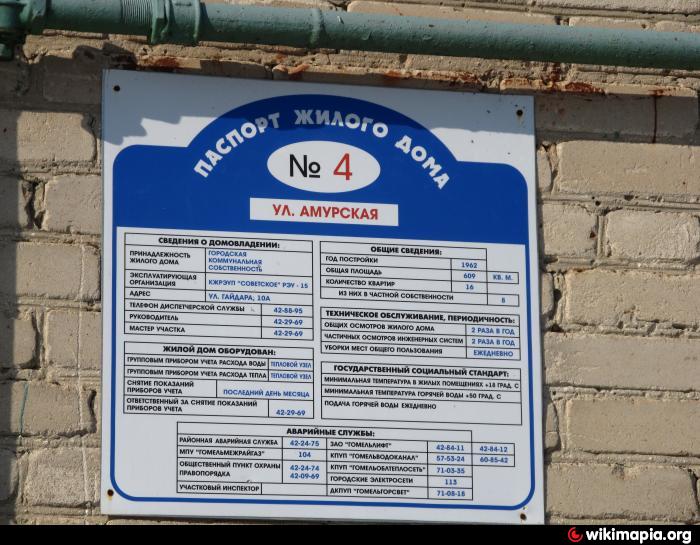 ПАСПОРТ ЖИЛОГО ДОМА
№ 4
УЛ. АМУРСКАЯ
СВЕДЕНИЯ О ДОМОВЛАДЕНИИ:
ПРИНАДЛЕЖНОСТЬ ЖИЛОГО ДОМА ГОРОДСКАЯ КОММУНАЛЬНАЯ СОБСТВЕННОСТЬ
ЭКСПЛУАТИРУЮЩАЯ ОРГАНИЗАЦИЯ КЖРЭУП "СОВЕТСКОЕ" РЭУ - 15
АДРЕС УЛ. ГАЙДАРА, 10А
ТЕЛЕФОН ДИСПЕТЧЕРСКОЙ СЛУЖБЫ 42-88-95
РУКОВОДИТЕЛЬ 42-29-69
МАСТЕР УЧАСТКА 42-29-69
ЖИЛОЙ ДОМ ОБОРУДОВАН:
ГРУППОВЫМ ПРИБОРОМ УЧЕТА РАСХОДА ВОДЫ ТЕПЛОВОЙ УЗЕЛ
ГРУППОВЫМ ПРИБОРОМ УЧЕТА РАСХОДА ТЕПЛА ТЕПЛОВОЙ УЗЕЛ
СНЯТИЕ ПОКАЗАНИЙ ПРИБОРОВ УЧЕТА ПОСЛЕДНИЙ ДЕНЬ МЕСЯЦА
ОТВЕТСТВЕННЫЙ ЗА СНЯТИЕ ПОКАЗАНИЙ ПРИБОРОВ УЧЕТА 42-29-69
ОБЩИЕ СВЕДЕНИЯ:
ГОД ПОСТРОЙКИ 1962
ОБЩАЯ ПЛОЩАДЬ 609 КВ. М.
КОЛИЧЕСТВО КВАРТИР 16
ИЗ НИХ В ЧАСТНОЙ СОБСТВЕННОСТИ 8
ТЕХНИЧЕСКОЕ ОБСЛУЖИВАНИЕ, ПЕРИОДИЧНОСТЬ:
ОБЩИХ ОСМОТРОВ ЖИЛОГО ДОМА 2 РАЗА В ГОД
ЧАСТИЧНЫХ ОСМОТРОВ ИНЖЕНЕРНЫХ СИСТЕМ 2 РАЗА В ГОД
УБОРКИ МЕСТ ОБЩЕГО ПОЛЬЗОВАНИЯ ЕЖЕДНЕВНО
ГОСУДАРСТВЕННЫЙ СОЦИАЛЬНЫЙ СТАНДАРТ:
МИНИМАЛЬНАЯ ТЕМПЕРАТУРА В ЖИЛЫХ ПОМЕЩЕНИЯХ +18 ГРАД. С
МИНИМАЛЬНАЯ ТЕМПЕРАТУРА ГОРЯЧЕЙ ВОДЫ +50 ГРАД. С
ПОДАЧА ГОРЯЧЕЙ ВОДЫ ЕЖЕДНЕВНО
АВАРИЙНЫЕ СЛУЖБЫ:
РАЙОННАЯ АВАРИЙНАЯ СЛУЖБА 42-24-75
МПУ "ГОМЕЛЬМЕЖРАЙГАЗ" 104
ОБЩЕСТВЕННЫЙ ПУНКТ ОХРАНЫ ПРАВОПОРЯДКА 42-24-74 42-09-69
УЧАСТКОВЫЙ ИНСПЕКТОР
ЗАО "ГОМЕЛЬЛИФТ" 42-84-11 42-84-12
КПУП "ГОМЕЛЬВОДОКАНАЛ" 57-53-24 60-85-42
КПУП "ГОМЕЛЬОБЛТЕПЛОСЕТЬ" 71-03-35
ГОРОДСКИЕ ЭЛЕКТРОСЕТИ 113
ДКПУП "ГОМЕЛЬГОРСВЕТ" 71-08-18
wikimapia.org